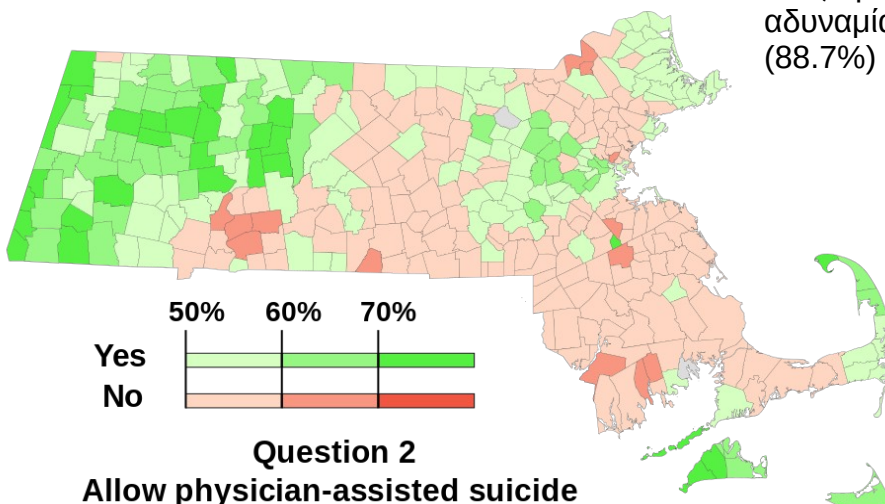 αδυναμία
(88.7%)
50% 60% 70%
Yes
No
Question 2
Allow physician-assisted suicide